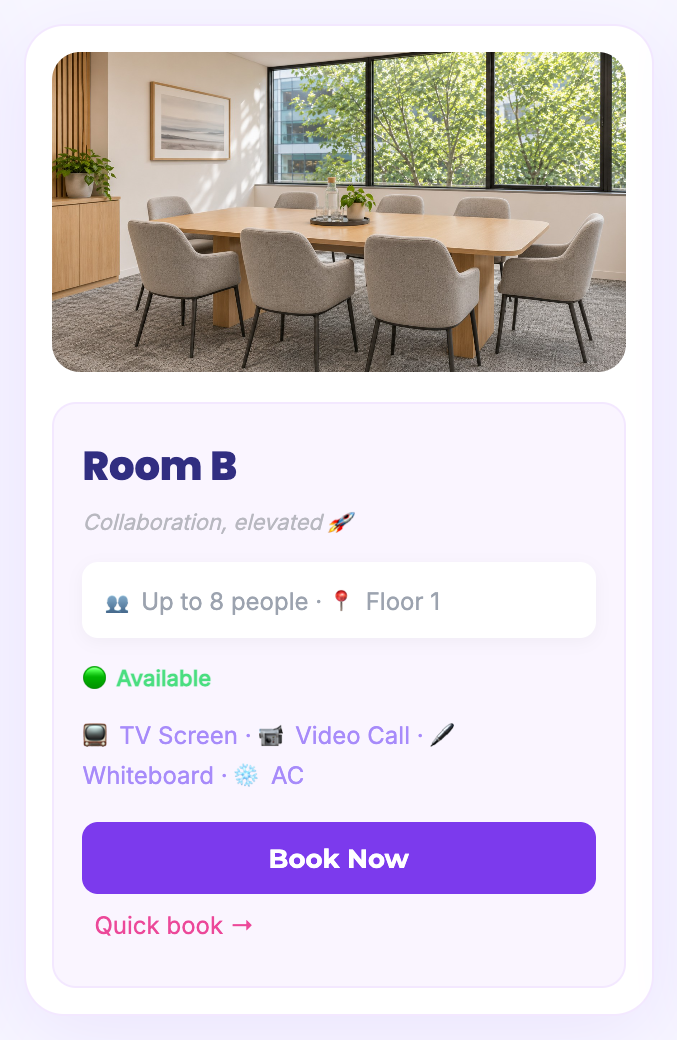 Room B
Collaboration, elevated 🚀
👥 Up to 8 people · 📍 Floor 1
🟢 Available
📺 TV Screen · 📹 Video Call · 🖊️
Whiteboard · ❄️ AC
Book Now
Quick book →